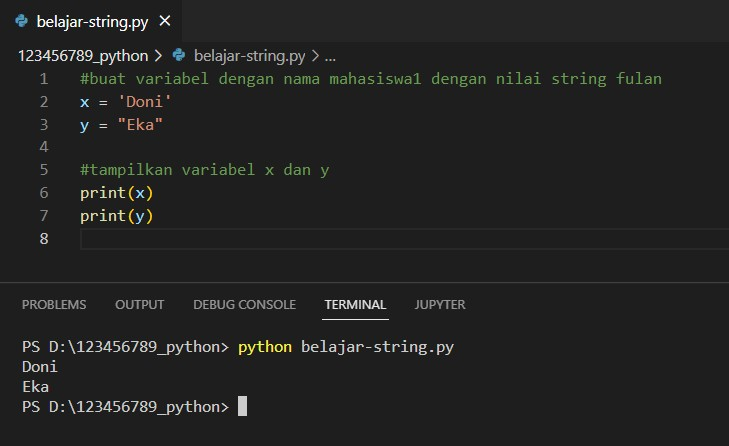 belajar-string.py ×
123456789_python > belajar-string.py > ...
1 #buat variabel dengan nama mahasiswa1 dengan nilai string fulan
2 x = 'Doni'
3 y = "Eka"
4
5 #tampilkan variabel x dan y
6 print(x)
7 print(y)
8
PROBLEMS OUTPUT DEBUG CONSOLE TERMINAL JUPYTER
PS D:\123456789_python> python belajar-string.py
Doni
Eka
PS D:\123456789_python>